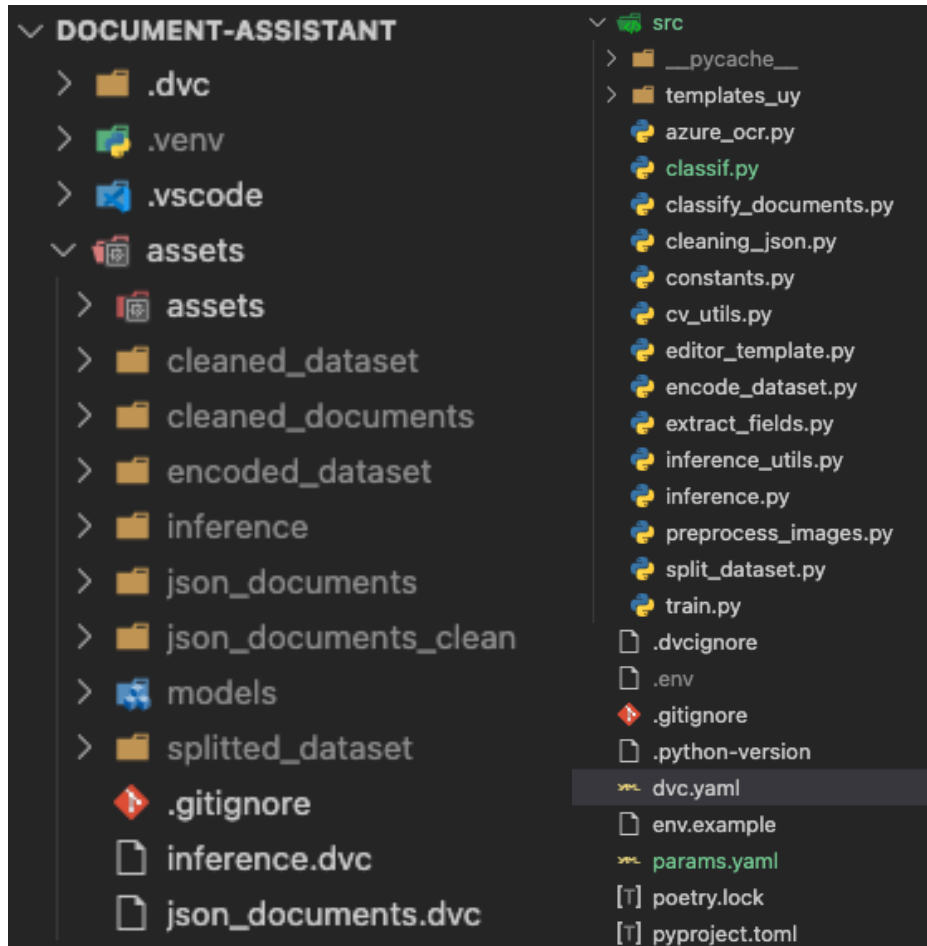 DOCUMENT-ASSISTANT
.dvc
.venv
.vscode
assets
assets
cleaned_dataset
cleaned_documents
encoded_dataset
inference
json_documents
json_documents_clean
models
splitted_dataset
.gitignore
inference.dvc
json_documents.dvc
src
__pycache__
templates_uy
azure_ocr.py
classif.py
classify_documents.py
cleaning_json.py
constants.py
cv_utils.py
editor_template.py
encode_dataset.py
extract_fields.py
inference_utils.py
inference.py
preprocess_images.py
split_dataset.py
train.py
.dvcignore
.env
.gitignore
.python-version
dvc.yaml
env.example
params.yaml
[T] poetry.lock
[T] pyproject.toml